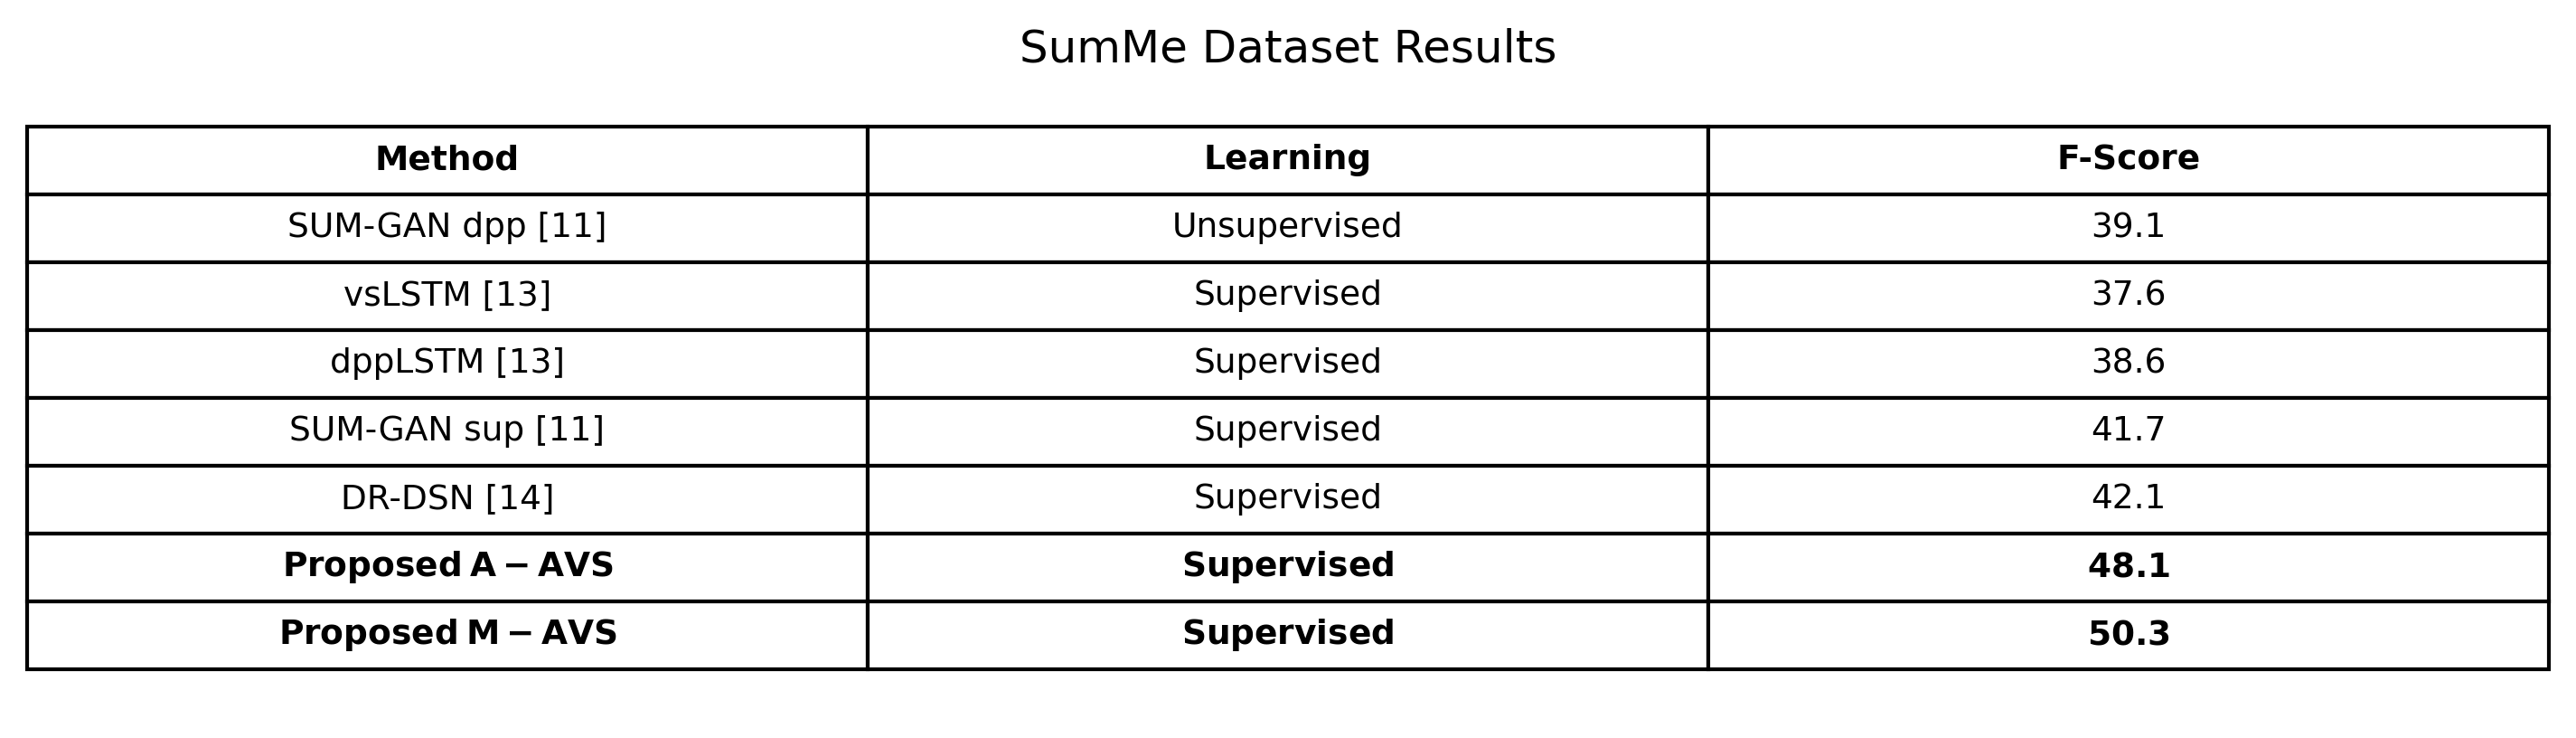 SumMe Dataset Results
Method Learning F-Score
SUM-GAN dpp [11] Unsupervised 39.1
vsLSTM [13] Supervised 37.6
dppLSTM [13] Supervised 38.6
SUM-GAN sup [11] Supervised 41.7
DR-DSN [14] Supervised 42.1
Proposed A − AVS Supervised 48.1
Proposed M − AVS Supervised 50.3